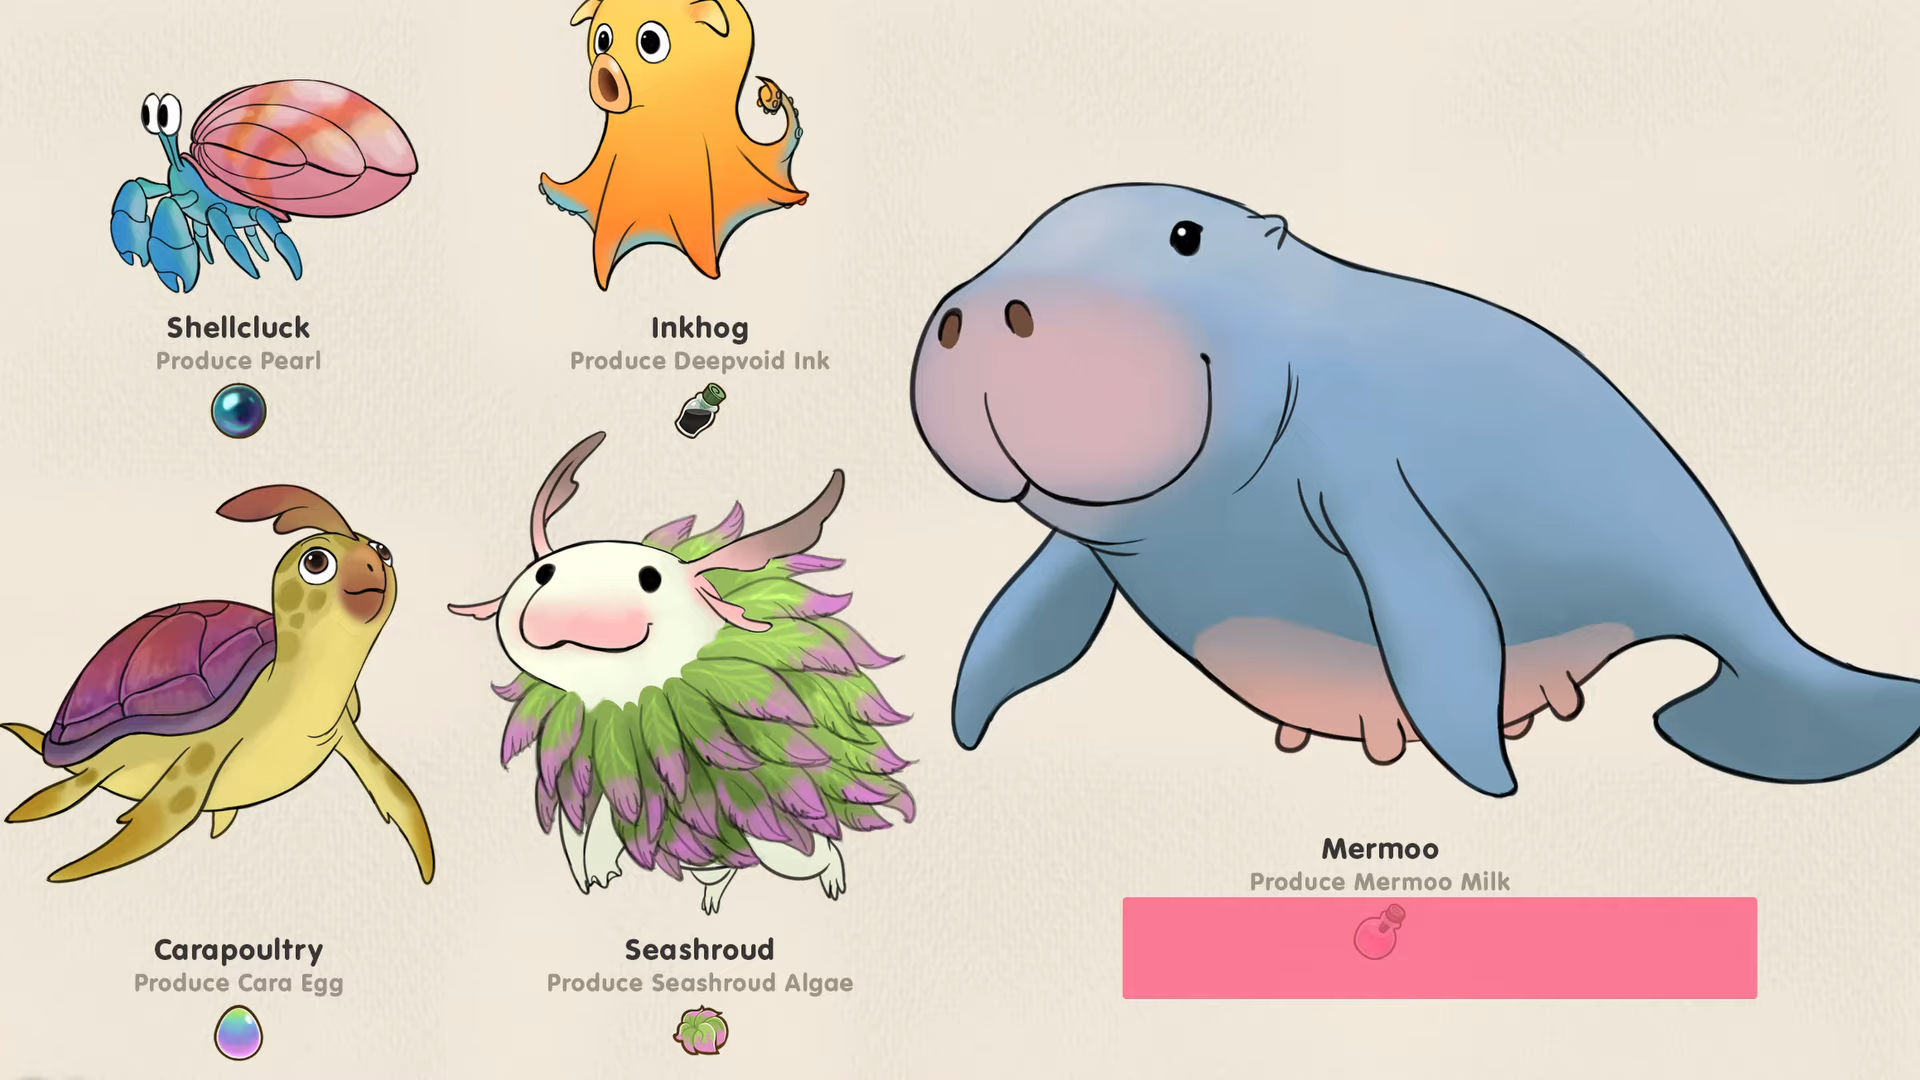 Shellcluck
Produce Pearl
Inkhog
Produce Deepvoid Ink
Carapoultry
Produce Cara Egg
Seashroud
Produce Seashroud Algae
Mermoo
Produce Mermoo Milk